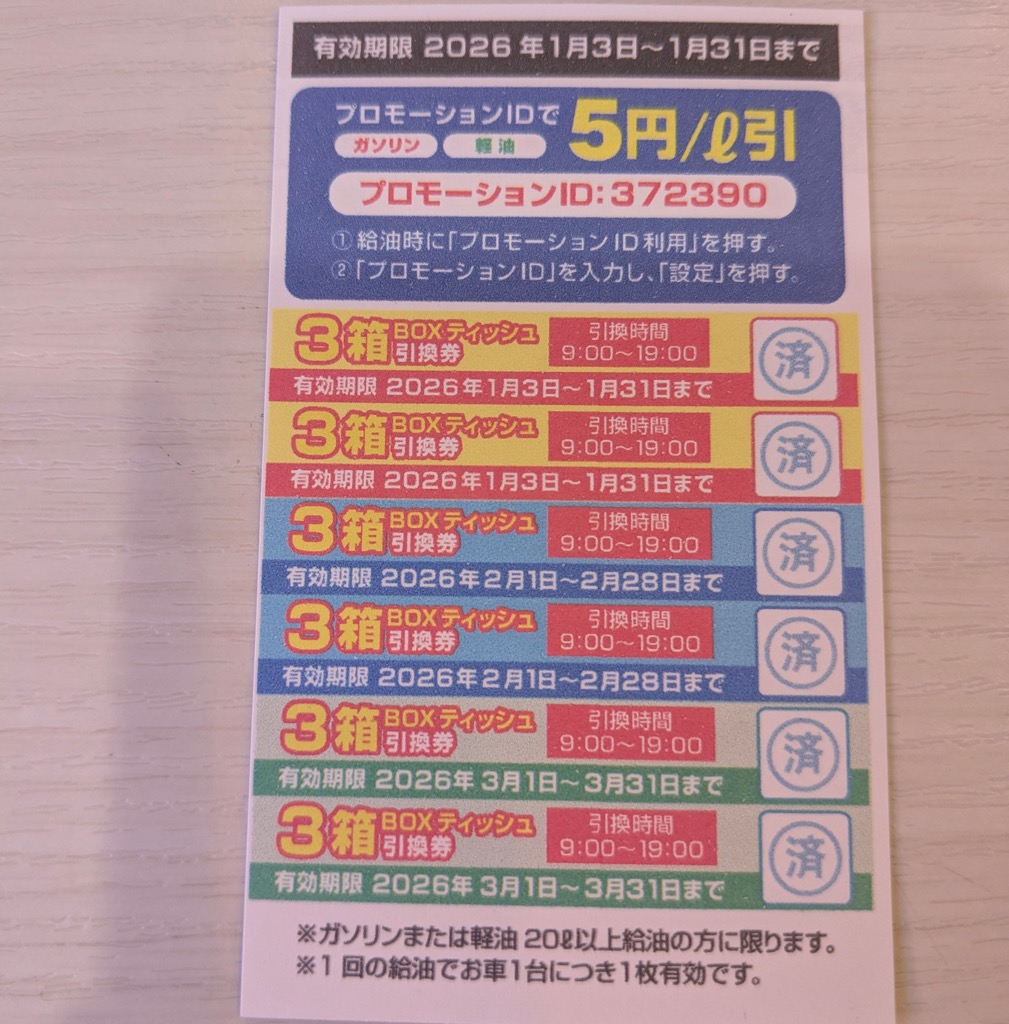 有効期限 2026年1月3日～1月31日まで
プロモーションIDで
ガソリン 軽油
5円/ℓ引
プロモーションID:372390
①給油時に「プロモーションID利用」を押す。
②「プロモーションID」を入力し、「設定」を押す。
3箱 BOXティッシュ引換券
引換時間
9:00～19:00
済
有効期限 2026年1月3日～1月31日まで
3箱 BOXティッシュ引換券
引換時間
9:00～19:00
済
有効期限 2026年1月3日～1月31日まで
3箱 BOXティッシュ引換券
引換時間
9:00～19:00
済
有効期限 2026年2月1日～2月28日まで
3箱 BOXティッシュ引換券
引換時間
9:00～19:00
済
有効期限 2026年2月1日～2月28日まで
3箱 BOXティッシュ引換券
引換時間
9:00～19:00
済
有効期限 2026年3月1日～3月31日まで
3箱 BOXティッシュ引換券
引換時間
9:00～19:00
済
有効期限 2026年3月1日～3月31日まで
※ガソリンまたは軽油20ℓ以上給油の方に限ります。
※1回の給油でお車1台につき1枚有効です。